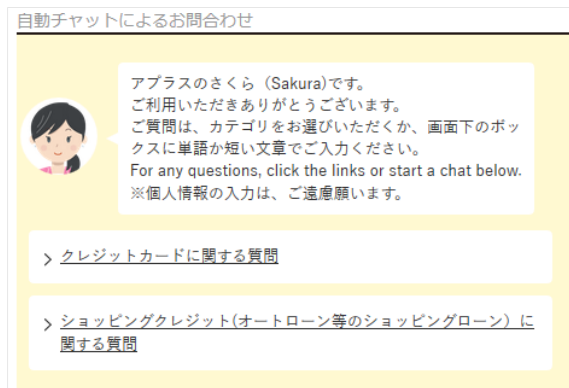 自動チャットによるお問合わせ
アプラスのさくら（Sakura)です。
ご利用いただきありがとうございます。
ご質問は、カテゴリをお選びいただくか、画面下のボッ
クスに単語か短い文章でご入力ください。
For any questions, click the links or start a chat below.
※個人情報の入力は、ご遠慮願います。
クレジットカードに関する質問
ショッピングクレジット(オートローン等のショッピングローン）に
関する質問